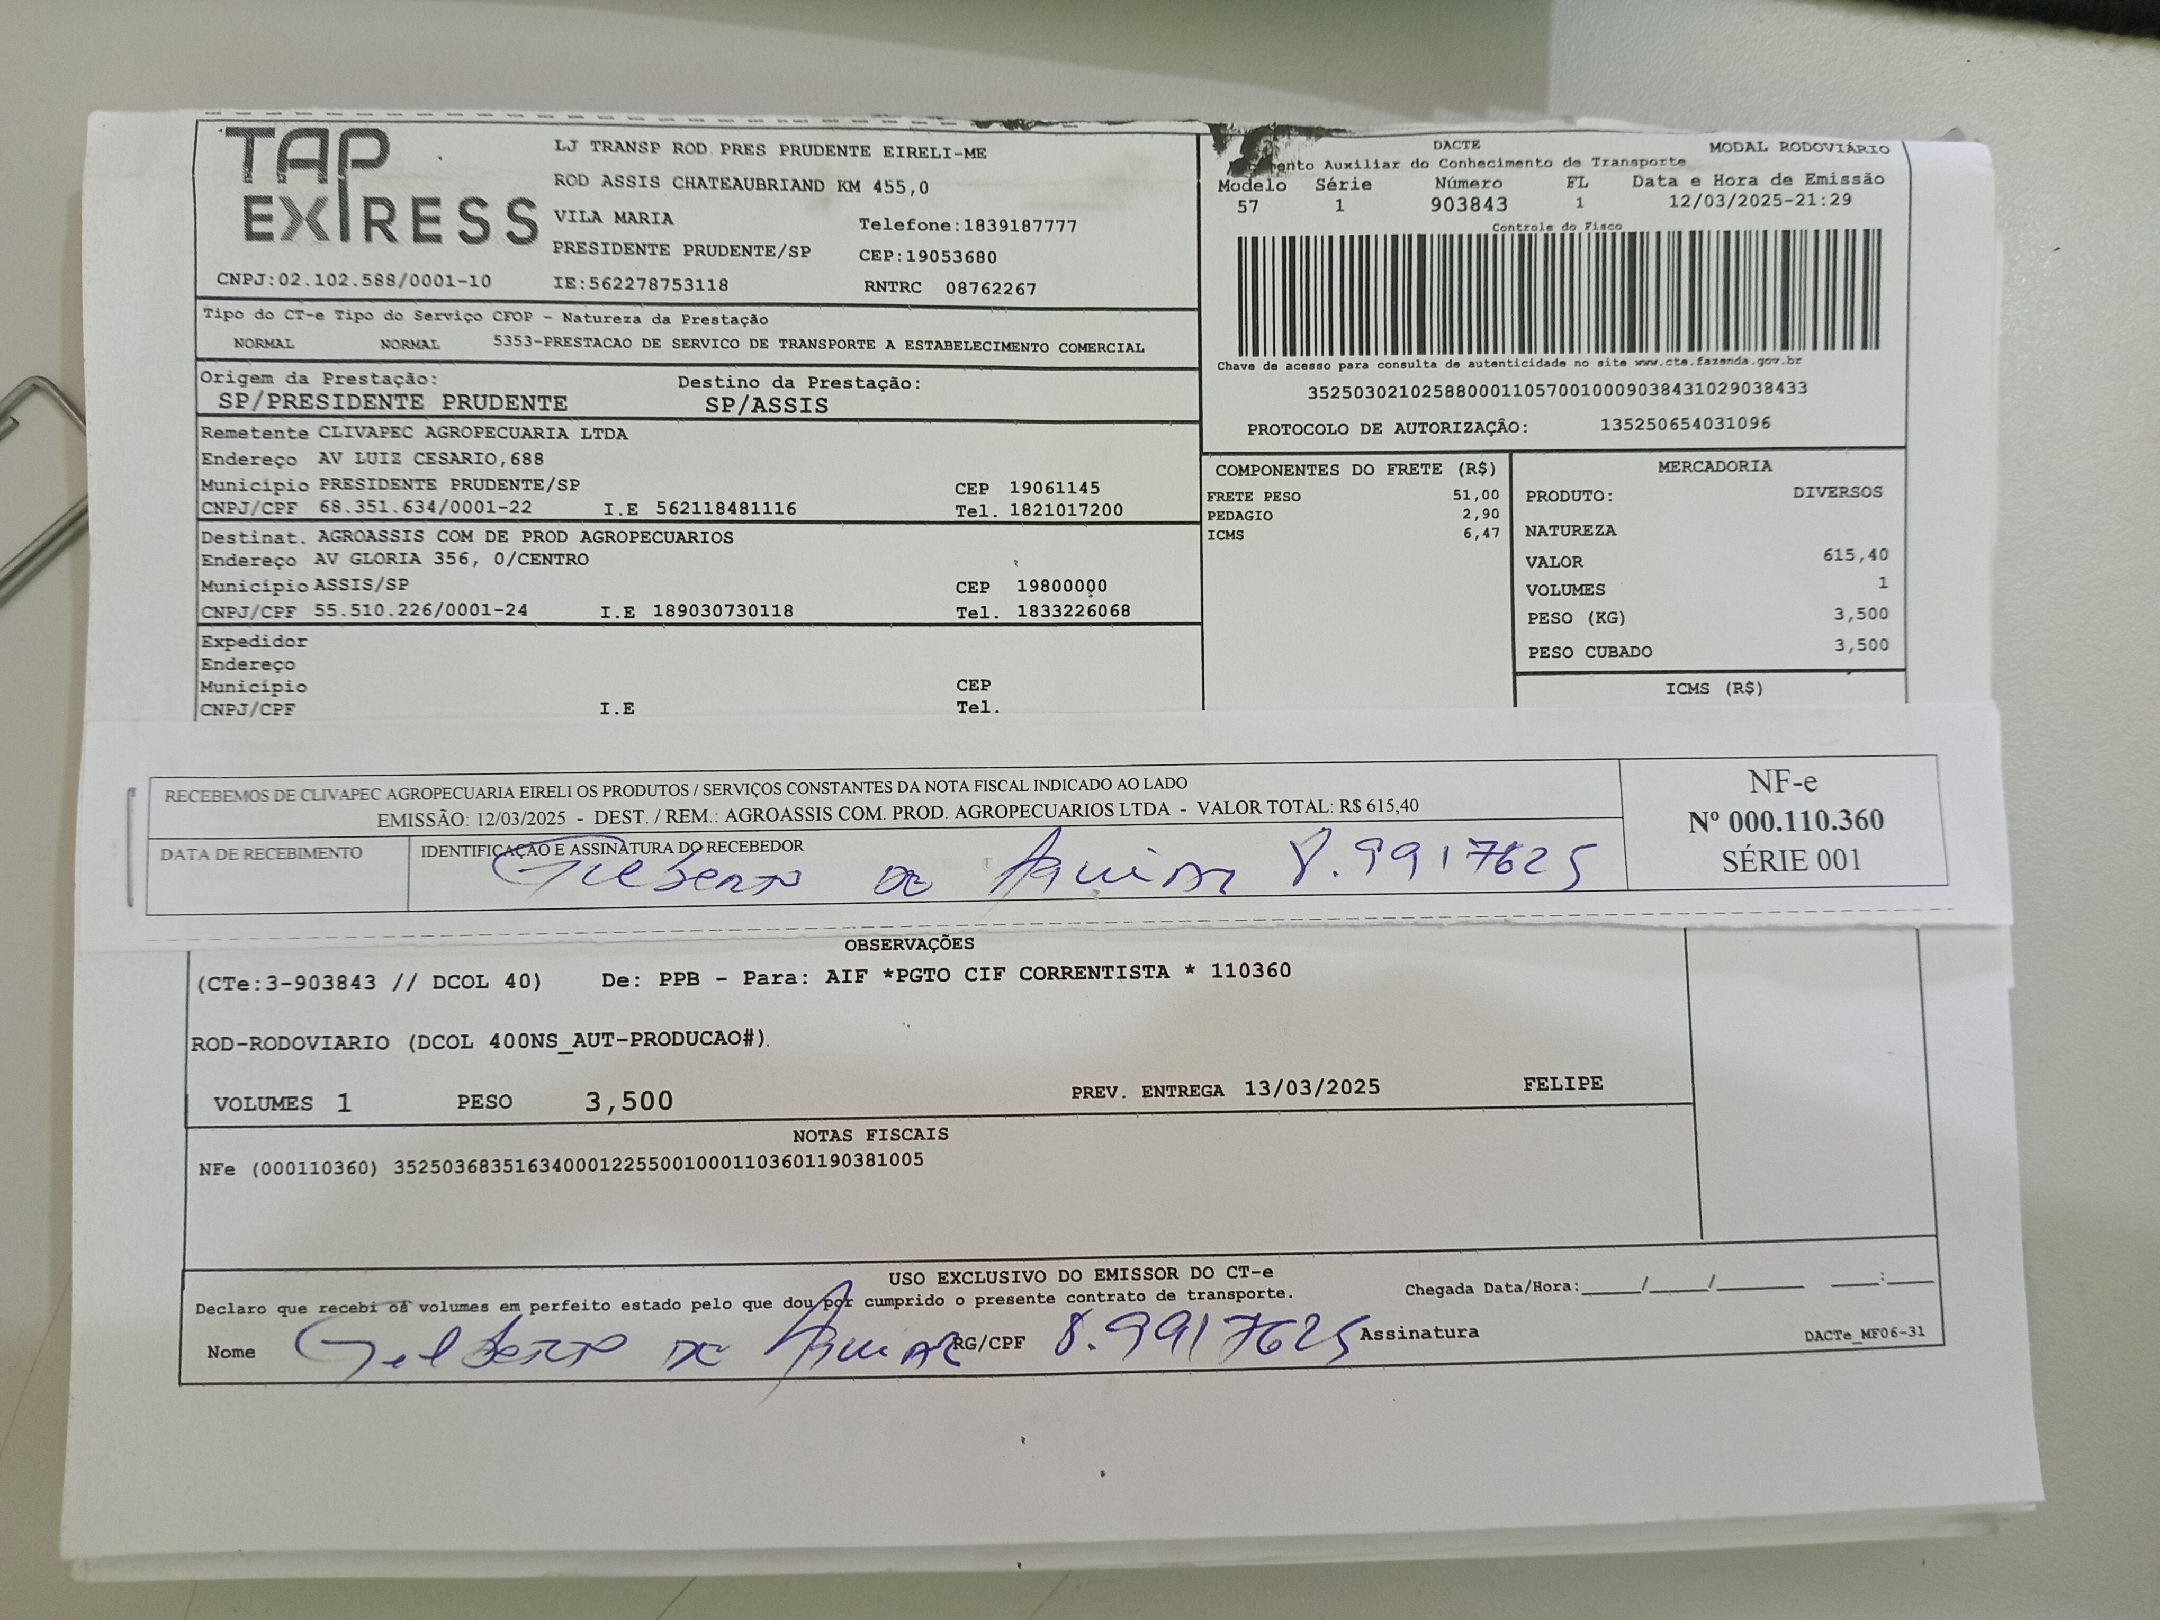 TAP EXPRESS
LJ TRANSP ROD PRES PRUDENTE EIRELI-ME
ROD ASSIS CHATEAUBRIAND KM 455,0
VILA MARIA Telefone:1839187777
PRESIDENTE PRUDENTE/SP CEP:19053680
CNPJ:02.102.588/0001-10 IE:562278753118 RNTRC 08762267
DACTE MODAL RODOVIÁRIO
Auxiliar do Conhecimento de Transporte
Modelo Série Número FL Data e Hora de Emissão
57 1 903843 1 12/03/2025-21:29
Controle do Fisco
Chave de acesso para consulta de autenticidade no site www.cte.fazenda.gov.br
35250302102588000110570010009038431029038433
PROTOCOLO DE AUTORIZAÇÃO: 135250654031096
Tipo do CT-e Tipo do Serviço CFOP - Natureza da Prestação
NORMAL NORMAL 5353-PRESTACAO DE SERVICO DE TRANSPORTE A ESTABELECIMENTO COMERCIAL
Origem da Prestação: Destino da Prestação:
SP/PRESIDENTE PRUDENTE SP/ASSIS
Remetente CLIVAPEC AGROPECUARIA LTDA
Endereço AV LUIZ CESARIO,688
Município PRESIDENTE PRUDENTE/SP CEP 19061145
CNPJ/CPF 68.351.634/0001-22 I.E 562118481116 Tel. 1821017200
Destinat. AGROASSIS COM DE PROD AGROPECUARIOS
Endereço AV GLORIA 356, 0/CENTRO
Município ASSIS/SP CEP 19800000
CNPJ/CPF 55.510.226/0001-24 I.E 189030730118 Tel. 1833226068
Expedidor
Endereço
Município CEP
CNPJ/CPF I.E Tel.
COMPONENTES DO FRETE (R$)
FRETE PESO 51,00
PEDAGIO 2,90
ICMS 6,47
MERCADORIA
PRODUTO: DIVERSOS
NATUREZA
VALOR 615,40
VOLUMES 1
PESO (KG) 3,500
PESO CUBADO 3,500
ICMS (R$)
RECEBEMOS DE CLIVAPEC AGROPECUARIA EIRELI OS PRODUTOS / SERVIÇOS CONSTANTES DA NOTA FISCAL INDICADO AO LADO
EMISSÃO: 12/03/2025 - DEST. / REM.: AGROASSIS COM. PROD. AGROPECUARIOS LTDA - VALOR TOTAL: R$ 615,40
DATA DE RECEBIMENTO IDENTIFICAÇÃO E ASSINATURA DO RECEBEDOR
Gilberto de Aguiar 8.9917625
NF-e
Nº 000.110.360
SÉRIE 001
OBSERVAÇÕES
(CTe:3-903843 // DCOL 40) De: PPB - Para: AIF *PGTO CIF CORRENTISTA * 110360
ROD-RODOVIARIO (DCOL 400NS_AUT-PRODUCAO#).
VOLUMES 1 PESO 3,500 PREV. ENTREGA 13/03/2025 FELIPE
NOTAS FISCAIS
NFe (000110360) 35250368351634000122550010001103601190381005
USO EXCLUSIVO DO EMISSOR DO CT-e
Declaro que recebi os volumes em perfeito estado pelo que dou por cumprido o presente contrato de transporte.
Chegada Data/Hora:_____/_____/_______ ____:____
Nome Gilberto de Aguiar RG/CPF 8.9917625 Assinatura
DACTe_MF06-31